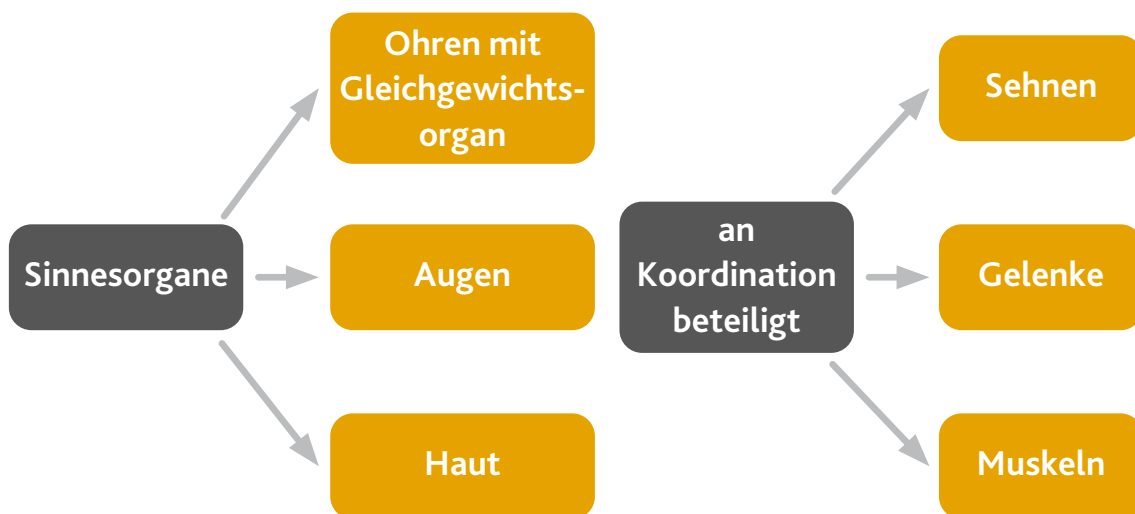 Sinnesorgane
Ohren mit
Gleichgewichts-
organ
Augen
Haut
an
Koordination
beteiligt
Sehnen
Gelenke
Muskeln